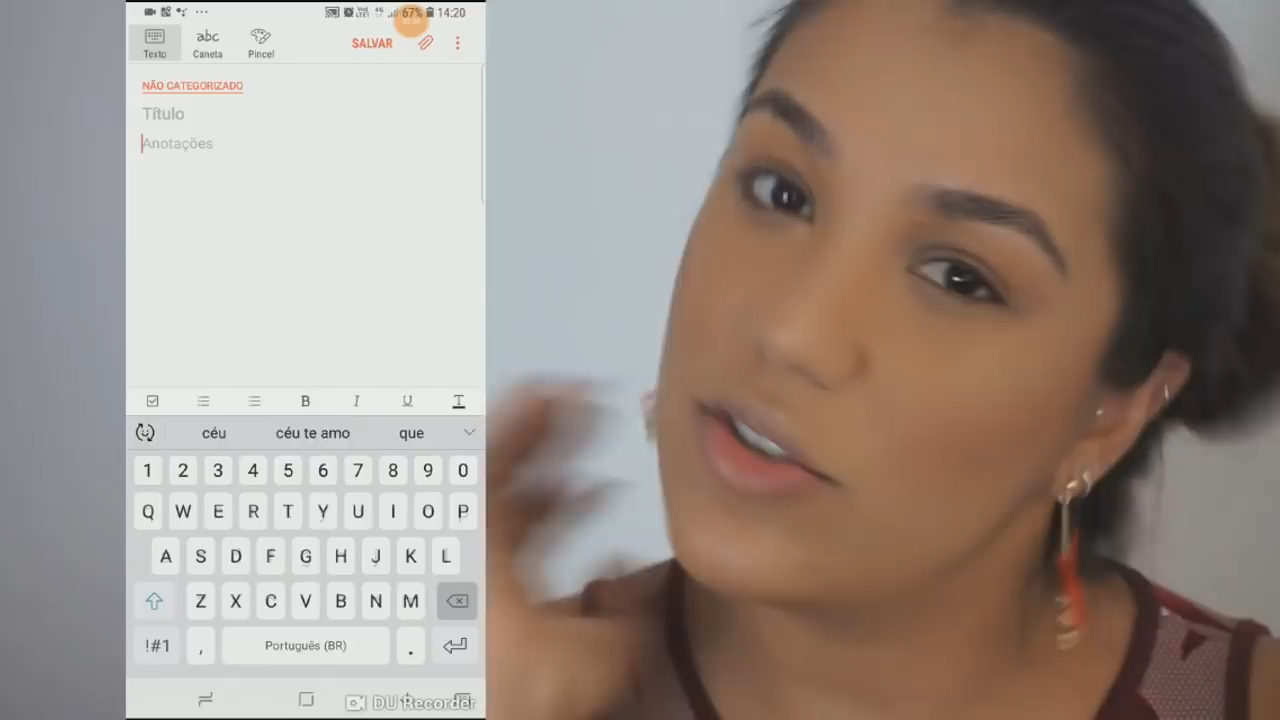 67% 14:20
Texto
abc
Caneta
Pincel
SALVAR
NÃO CATEGORIZADO
Título
Anotações
B I U T
céu céu te amo que
1 2 3 4 5 6 7 8 9 0
Q W E R T Y U I O P
A S D F G H J K L
Z X C V B N M
!#1 , Português (BR) .
DU Recorder